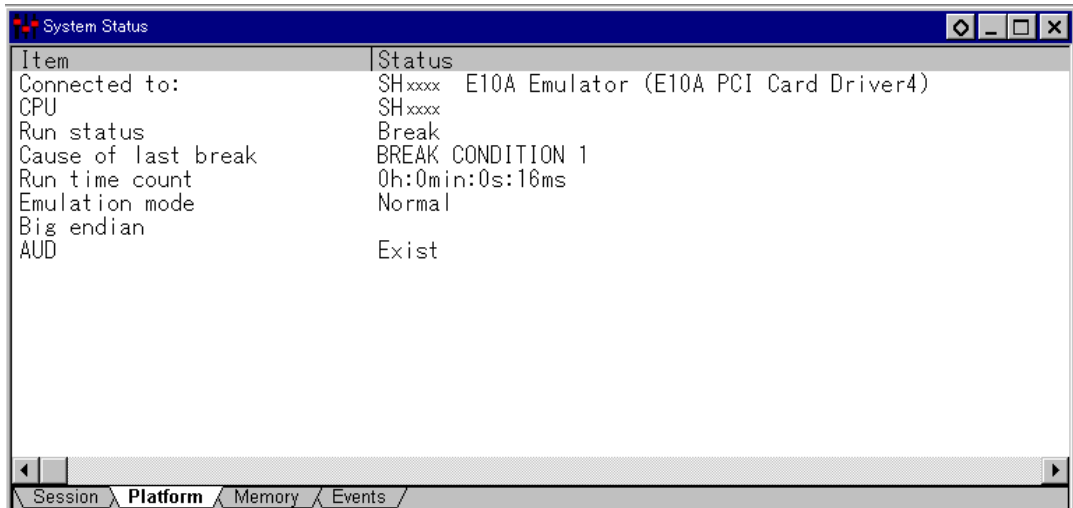 System Status
Item Status
Connected to: SHxxxx E10A Emulator (E10A PCI Card Driver4)
CPU SHxxxx
Run status Break
Cause of last break BREAK CONDITION 1
Run time count 0h:0min:0s:16ms
Emulation mode Normal
Big endian
AUD Exist
Session Platform Memory Events